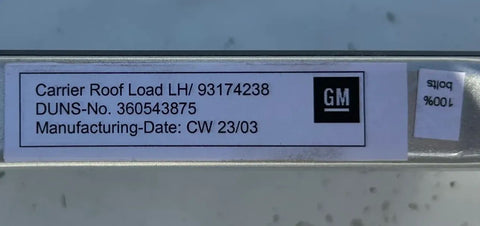 Carrier Roof Load LH/ 93174238
DUNS-No. 360543875
Manufacturing-Date: CW 23/03
GM
100%
bolts